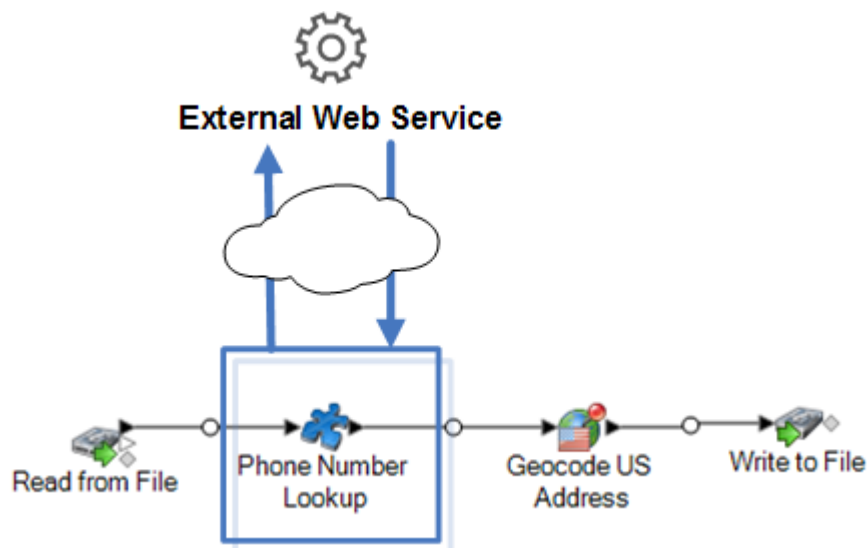 External Web Service
Read from File
Phone Number
Lookup
Geocode US
Address
Write to File